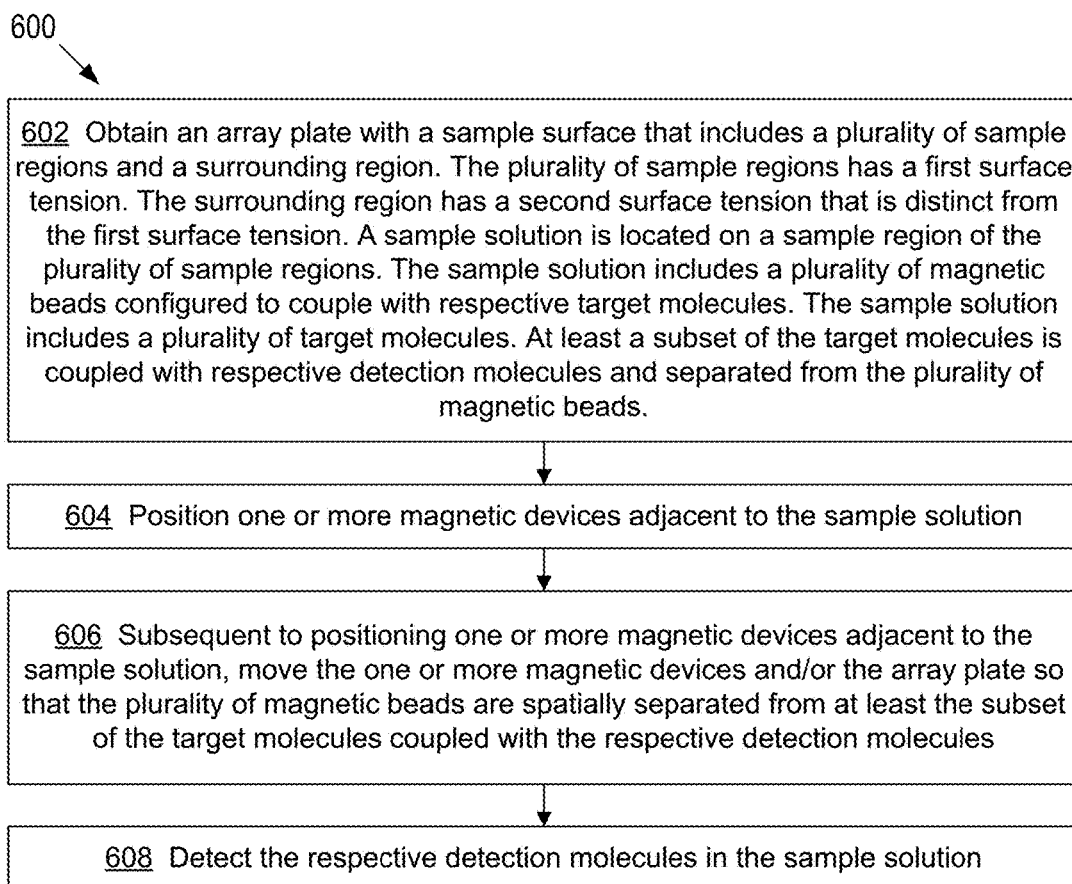 600
602 Obtain an array plate with a sample surface that includes a plurality of sample
regions and a surrounding region. The plurality of sample regions has a first surface
tension. The surrounding region has a second surface tension that is distinct from
the first surface tension. A sample solution is located on a sample region of the
plurality of sample regions. The sample solution includes a plurality of magnetic
beads configured to couple with respective target molecules. The sample solution
includes a plurality of target molecules. At least a subset of the target molecules is
coupled with respective detection molecules and separated from the plurality of
magnetic beads.
604 Position one or more magnetic devices adjacent to the sample solution
606 Subsequent to positioning one or more magnetic devices adjacent to the
sample solution, move the one or more magnetic devices and/or the array plate so
that the plurality of magnetic beads are spatially separated from at least the subset
of the target molecules coupled with the respective detection molecules
608 Detect the respective detection molecules in the sample solution